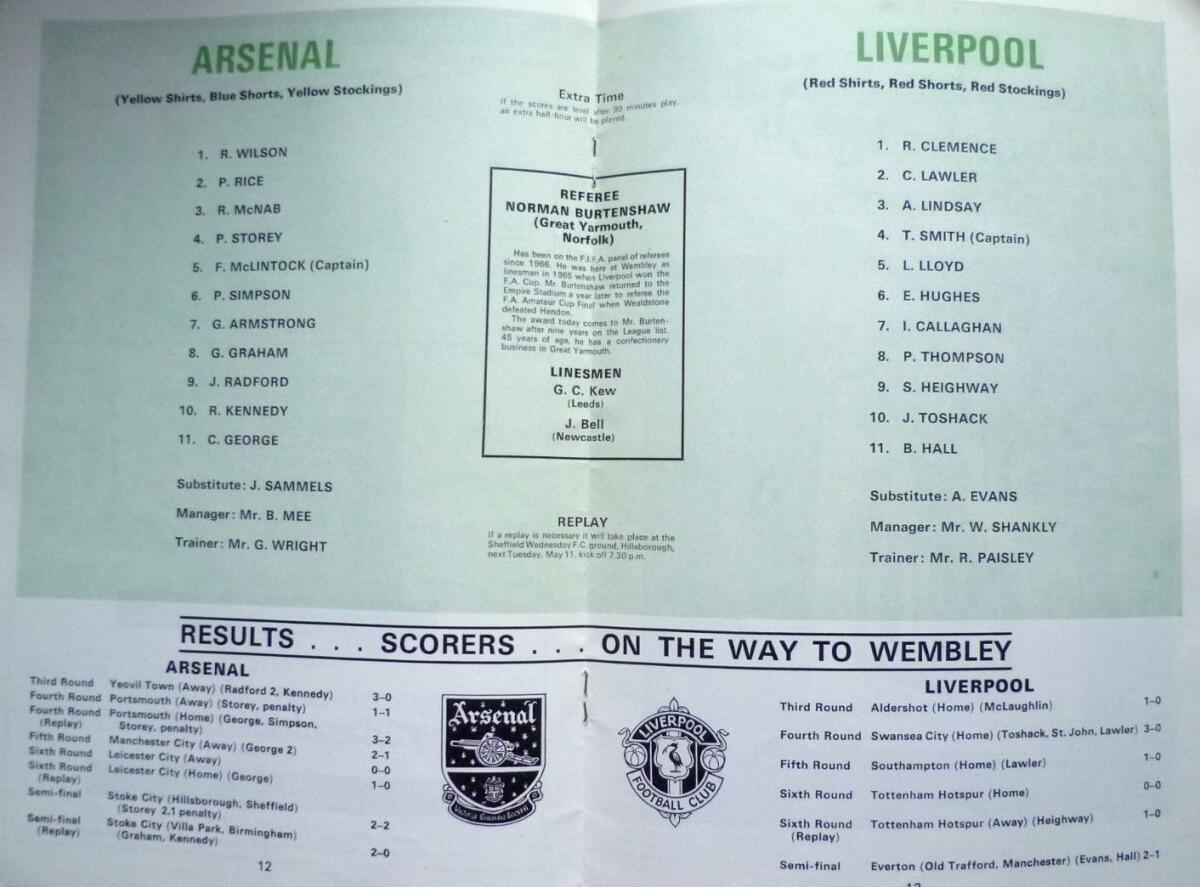 ARSENAL
(Yellow Shirts, Blue Shorts, Yellow Stockings)
1. R. WILSON
2. P. RICE
3. R. McNAB
4. P. STOREY
5. F. McLINTOCK (Captain)
6. P. SIMPSON
7. G. ARMSTRONG
8. G. GRAHAM
9. J. RADFORD
10. R. KENNEDY
11. C. GEORGE
Substitute: J. SAMMELS
Manager: Mr. B. MEE
Trainer: Mr. G. WRIGHT
Extra Time
If the scores are level after 90 minutes play,
an extra half-hour will be played.
REFEREE
NORMAN BURTENSHAW
(Great Yarmouth,
Norfolk)
Has been on the F.I.F.A. panel of referees
since 1966. He was here at Wembley as
linesman in 1965 when Liverpool won the
F.A. Cup. Mr. Burtenshaw returned to the
Empire Stadium a year later to referee the
F.A. Amateur Cup Final when Wealdstone
defeated Hendon.
The award today comes to Mr. Burten-
shaw after nine years on the League list.
45 years of age, he has a confectionery
business in Great Yarmouth.
LINESMEN
G. C. Kew
(Leeds)
J. Bell
(Newcastle)
REPLAY
If a replay is necessary it will take place at the
Sheffield Wednesday F.C. ground, Hillsborough,
next Tuesday, May 11, kick off 7.30 p.m.
LIVERPOOL
(Red Shirts, Red Shorts, Red Stockings)
1. R. CLEMENCE
2. C. LAWLER
3. A. LINDSAY
4. T. SMITH (Captain)
5. L. LLOYD
6. E. HUGHES
7. I. CALLAGHAN
8. P. THOMPSON
9. S. HEIGHWAY
10. J. TOSHACK
11. B. HALL
Substitute: A. EVANS
Manager: Mr. W. SHANKLY
Trainer: Mr. R. PAISLEY
RESULTS . . . SCORERS . . . ON THE WAY TO WEMBLEY
ARSENAL
Third Round Yeovil Town (Away) (Radford 2, Kennedy) 3–0
Fourth Round Portsmouth (Away) (Storey, penalty) 1–1
Fourth Round Portsmouth (Home) (George, Simpson,
(Replay) Storey, penalty) 3–2
Fifth Round Manchester City (Away) (George 2) 2–1
Sixth Round Leicester City (Away) 0–0
Sixth Round Leicester City (Home) (George) 1–0
(Replay)
Semi-final Stoke City (Hillsborough, Sheffield)
(Storey 2,1 penalty) 2–2
Semi-final Stoke City (Villa Park, Birmingham)
(Replay) (Graham, Kennedy) 2–0
12
Arsenal
LIVERPOOL
FOOTBALL CLUB
LIVERPOOL
Third Round Aldershot (Home) (McLaughlin) 1–0
Fourth Round Swansea City (Home) (Toshack, St. John, Lawler) 3–0
Fifth Round Southampton (Home) (Lawler) 1–0
Sixth Round Tottenham Hotspur (Home) 0–0
Sixth Round Tottenham Hotspur (Away) (Heighway) 1–0
(Replay)
Semi-final Everton (Old Trafford, Manchester) (Evans, Hall) 2–1